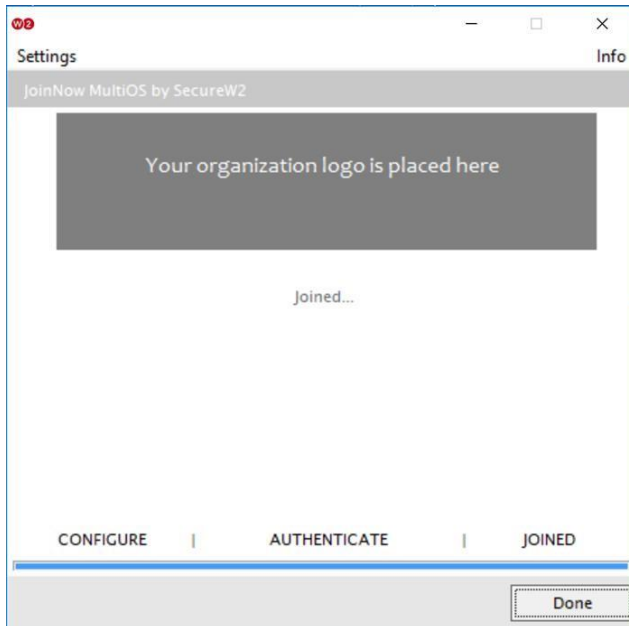 W2
Settings Info
JoinNow MultiOS by SecureW2
Your organization logo is placed here
Joined...
CONFIGURE | AUTHENTICATE | JOINED
Done